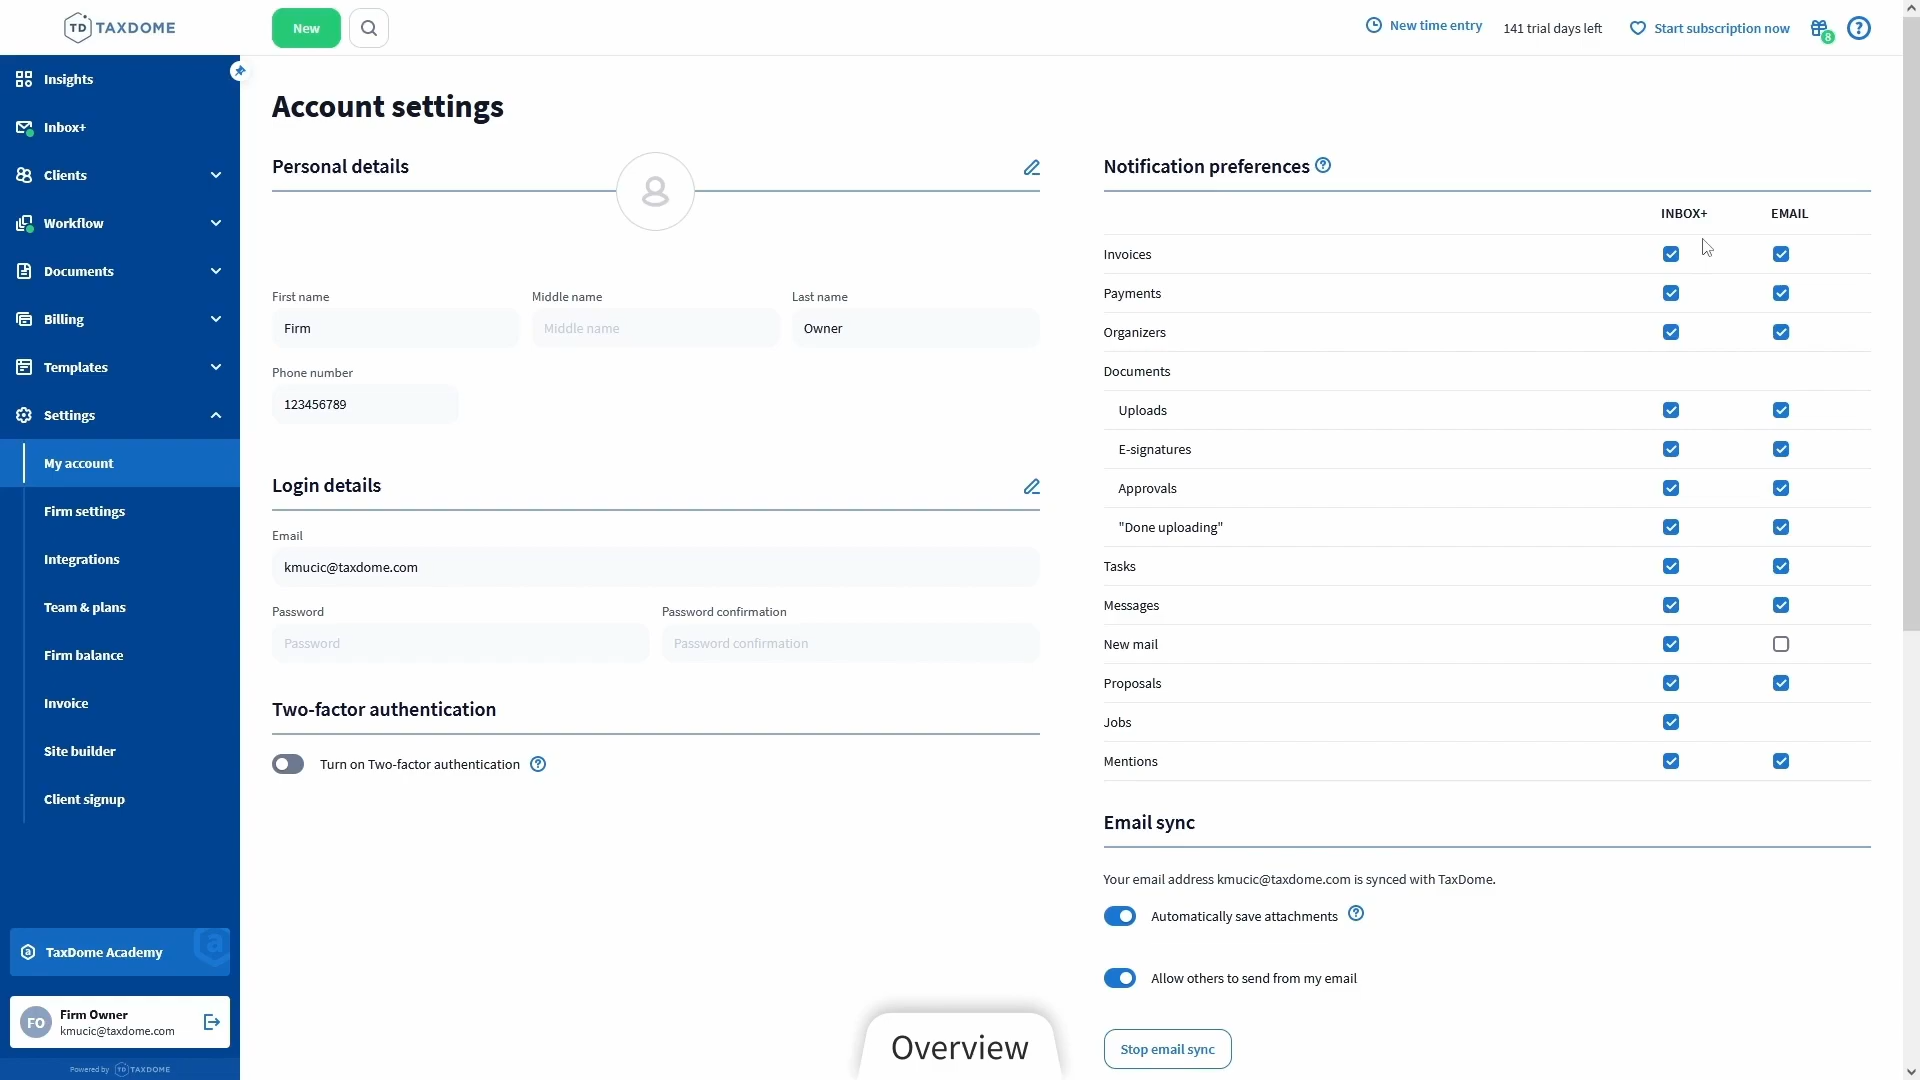 TD TAXDOME
New
New time entry
141 trial days left
Start subscription now
8
?
Insights
Inbox+
Clients
Workflow
Documents
Billing
Templates
Settings
My account
Firm settings
Integrations
Team & plans
Firm balance
Invoice
Site builder
Client signup
TaxDome Academy
FO
Firm Owner
kmucic@taxdome.com
Powered by TD TAXDOME
Account settings
Personal details
First name
Middle name
Last name
Firm
Middle name
Owner
Phone number
123456789
Login details
Email
kmucic@taxdome.com
Password
Password confirmation
Password
Password confirmation
Two-factor authentication
Turn on Two-factor authentication ?
Notification preferences ?
INBOX+ EMAIL
Invoices
Payments
Organizers
Documents
Uploads
E-signatures
Approvals
"Done uploading"
Tasks
Messages
New mail
Proposals
Jobs
Mentions
Email sync
Your email address kmucic@taxdome.com is synced with TaxDome.
Automatically save attachments ?
Allow others to send from my email
Stop email sync
Overview